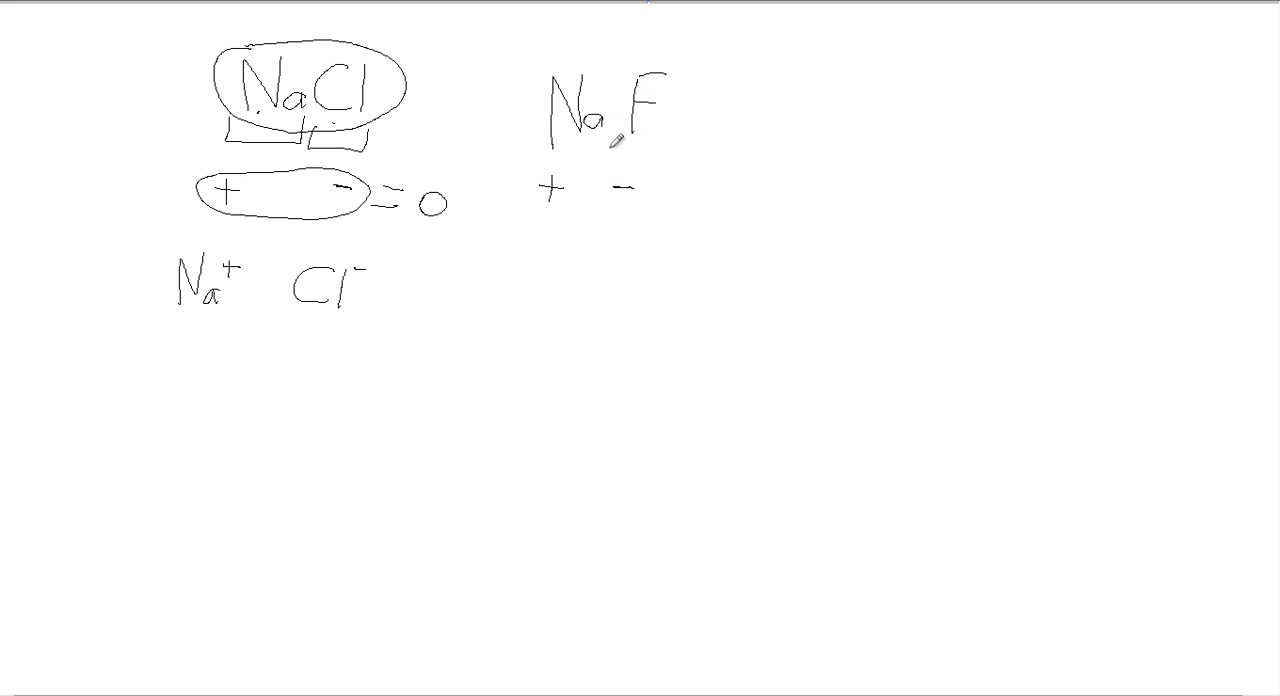 NaCl
+ - = 0
Na+ Cl-
NaF
+ -